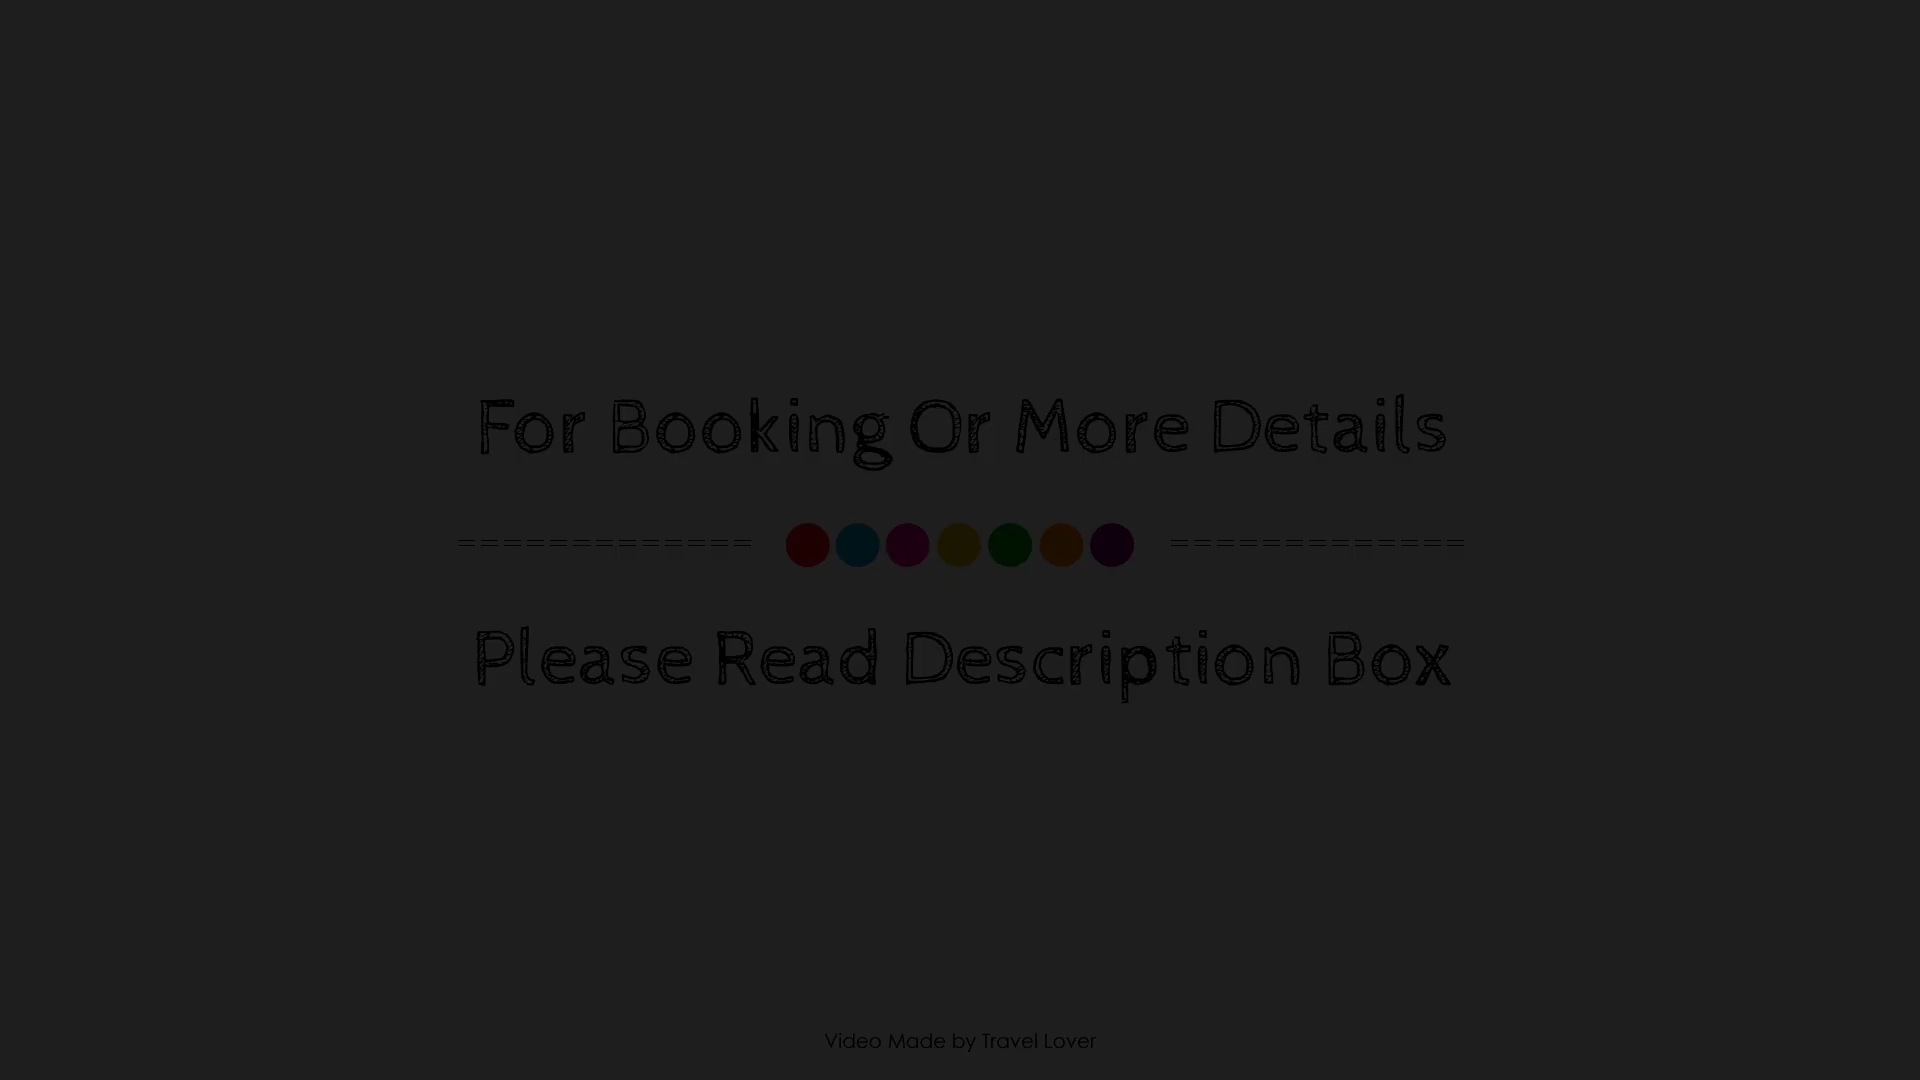 For Booking Or More Details
============= =============
Please Read Description Box
Video Made by Travel Lover